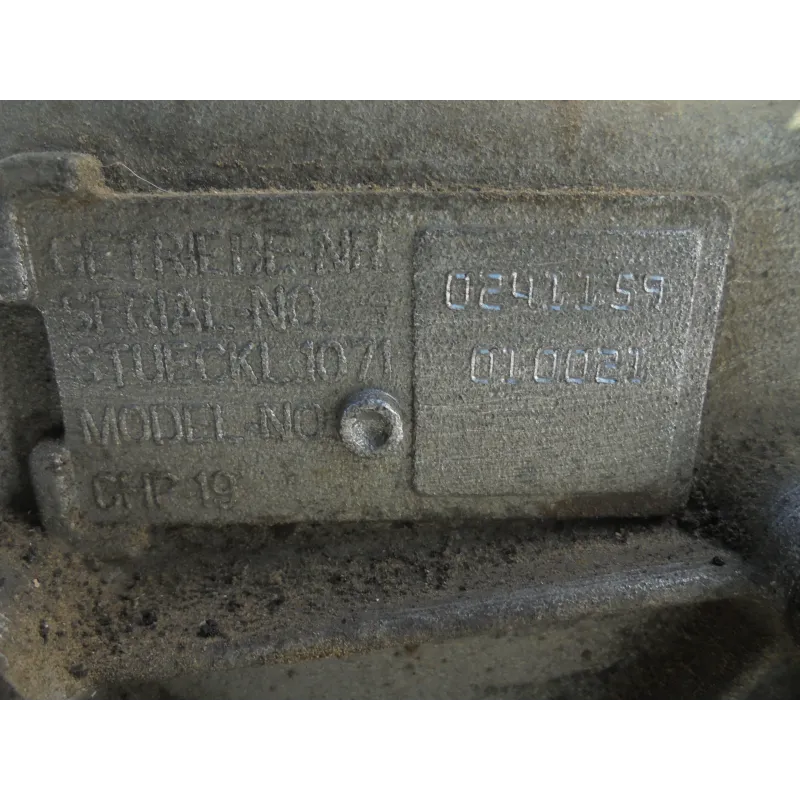 GETRIEBE-NR.
SERIAL-NO.
STUECKL.1071
MODEL-NO
CHP 19
0241159
010021